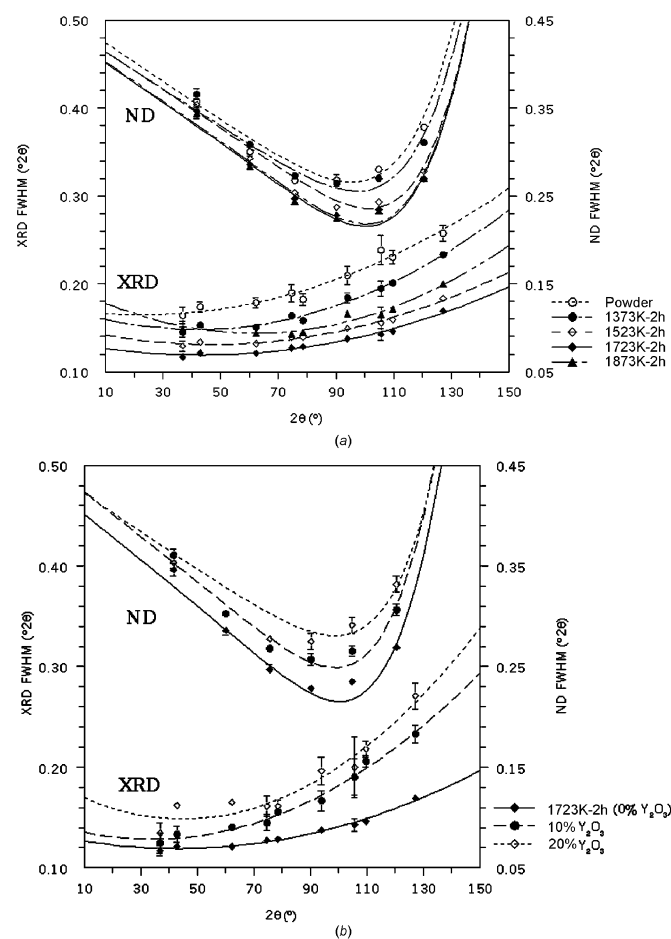 0.50
0.45
0.40
0.35
0.30
0.25
0.20
0.15
0.10
0.05
XRD FWHM (°2θ)
ND FWHM (°2θ)
ND
XRD
Powder
1373K-2h
1523K-2h
1723K-2h
1873K-2h
10 30 50 70 90 110 130 150
2θ (°)
(a)
0.50
0.45
0.40
0.35
0.30
0.25
0.20
0.15
0.10
0.05
XRD FWHM (°2θ)
ND FWHM (°2θ)
ND
XRD
1723K-2h (0% Y₂O₃)
10% Y₂O₃
20% Y₂O₃
10 30 50 70 90 110 130 150
2θ (°)
(b)